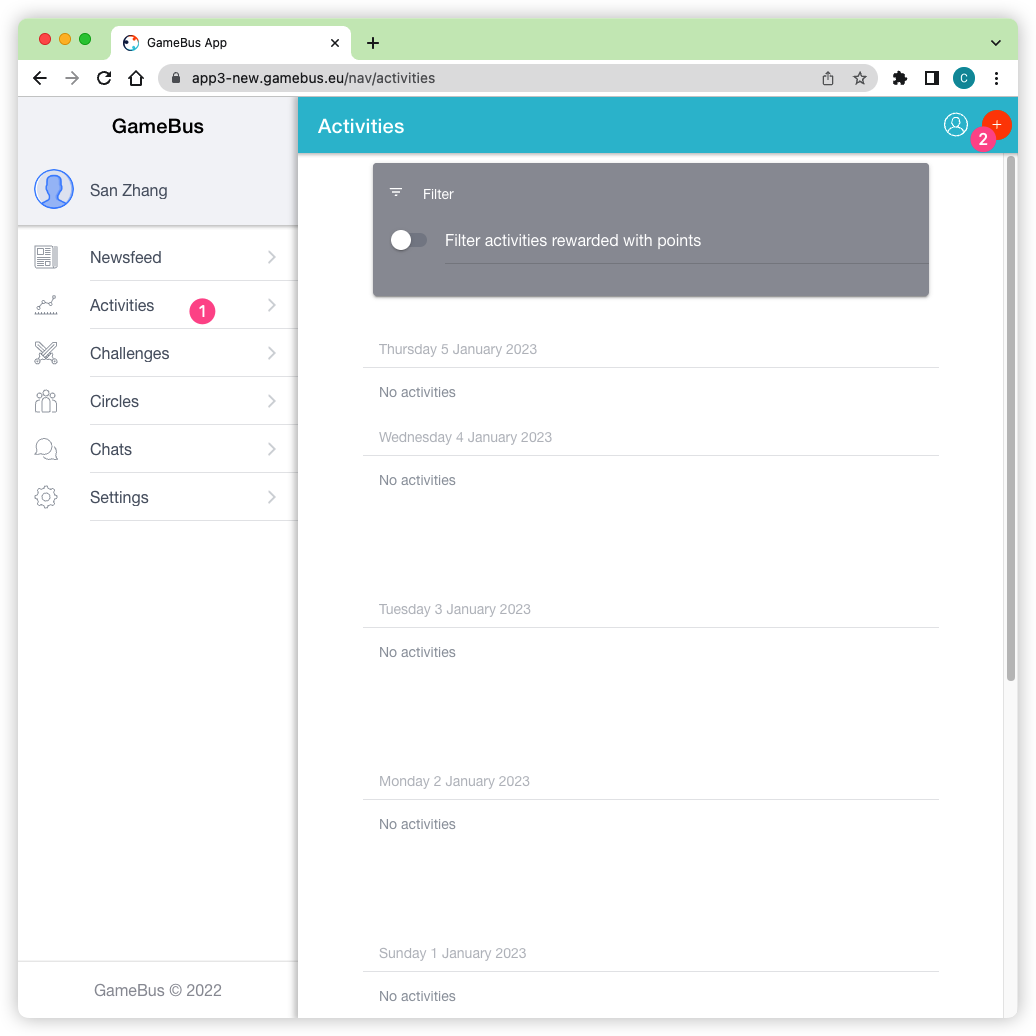 GameBus App
app3-new.gamebus.eu/nav/activities
C
GameBus
San Zhang
Newsfeed
Activities
1
Challenges
Circles
Chats
Settings
GameBus © 2022
Activities
+
2
Filter
Filter activities rewarded with points
Thursday 5 January 2023
No activities
Wednesday 4 January 2023
No activities
Tuesday 3 January 2023
No activities
Monday 2 January 2023
No activities
Sunday 1 January 2023
No activities